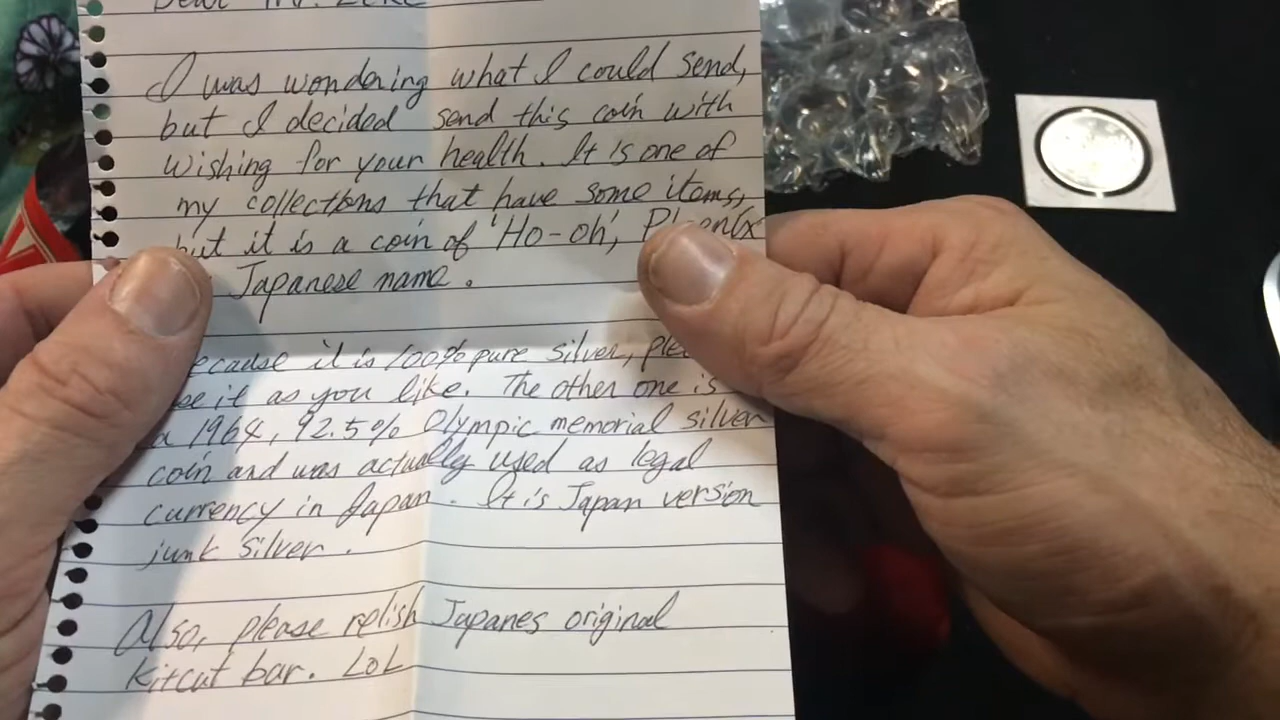 I was wondering what I could send,
but I decided send this coin with
wishing for your health. It is one of
my collections that have some items,
but it is a coin of 'Ho-oh',
Japanese name.
it is 100% pure silver,
it as you like. The other one is
a 1964, 92.5% Olympic memorial silver
coin and was actually used as legal
currency in Japan. It is Japan version
junk silver.
Also, please relish Japanes original
kitcut bar. LoL